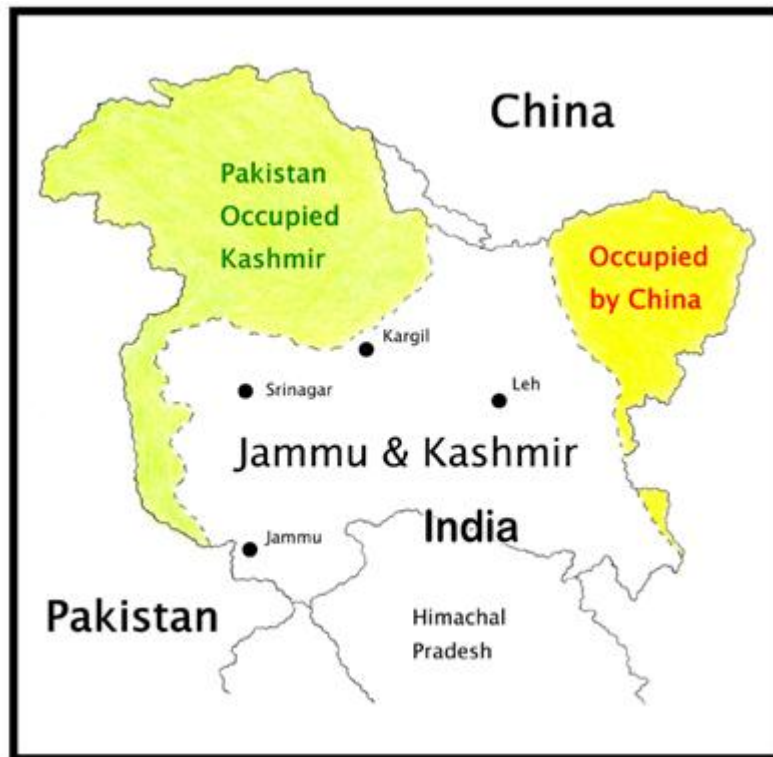 China
Pakistan
Occupied
Kashmir
Occupied
by China
Kargil
Srinagar
Leh
Jammu & Kashmir
India
Jammu
Pakistan
Himachal
Pradesh